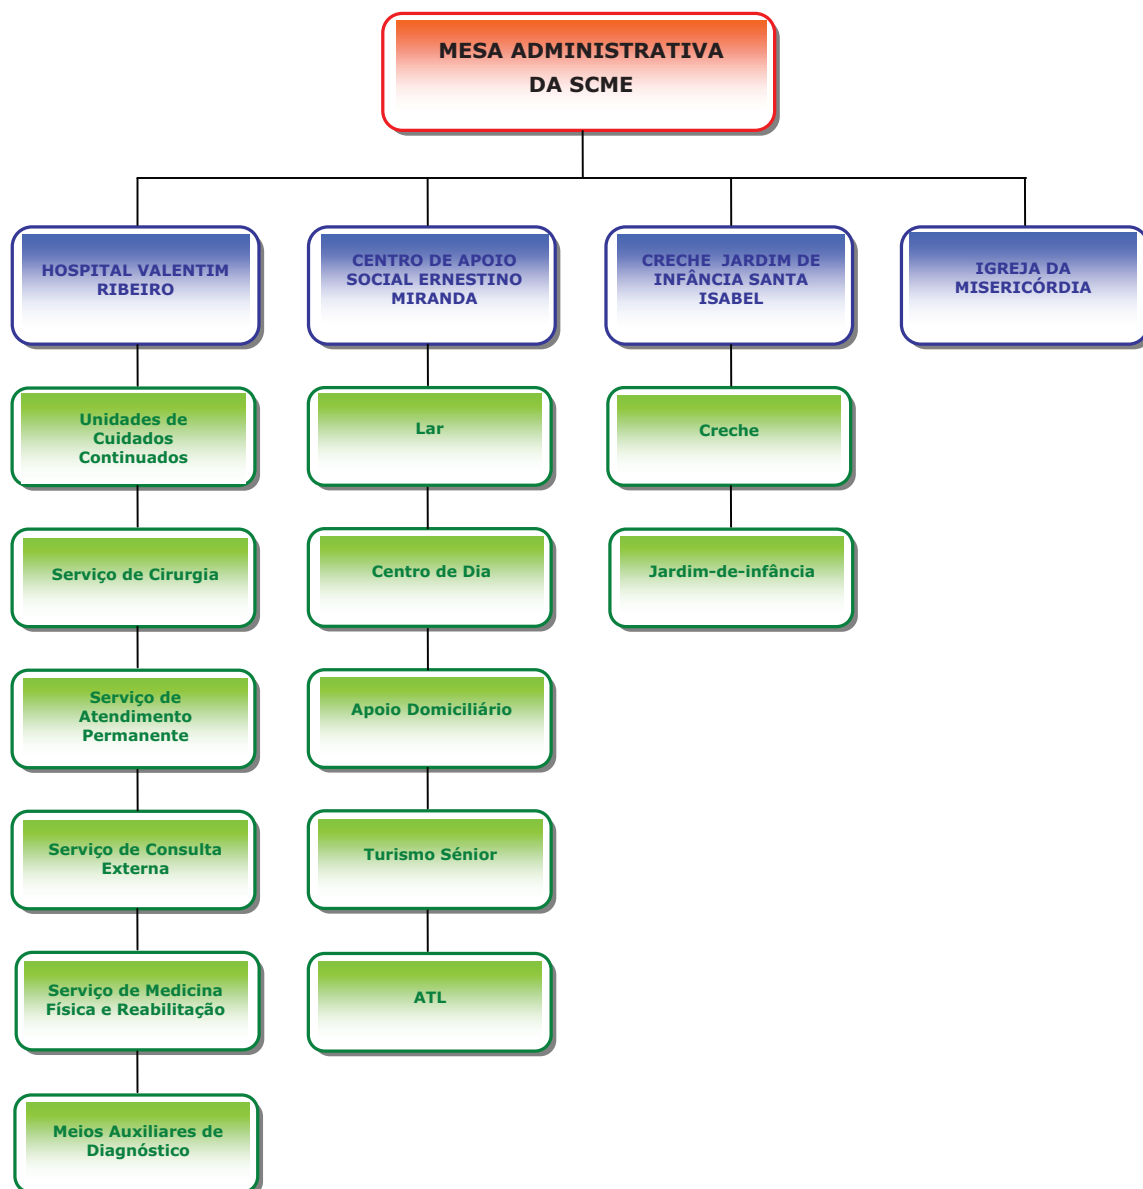 MESA ADMINISTRATIVA
DA SCME
HOSPITAL VALENTIM
RIBEIRO
CENTRO DE APOIO
SOCIAL ERNESTINO
MIRANDA
CRECHE JARDIM DE
INFÂNCIA SANTA
ISABEL
IGREJA DA
MISERICÓRDIA
Unidades de
Cuidados
Continuados
Lar
Creche
Serviço de Cirurgia
Centro de Dia
Jardim-de-infância
Serviço de
Atendimento
Permanente
Apoio Domiciliário
Serviço de Consulta
Externa
Turismo Sénior
Serviço de Medicina
Física e Reabilitação
ATL
Meios Auxiliares de
Diagnóstico